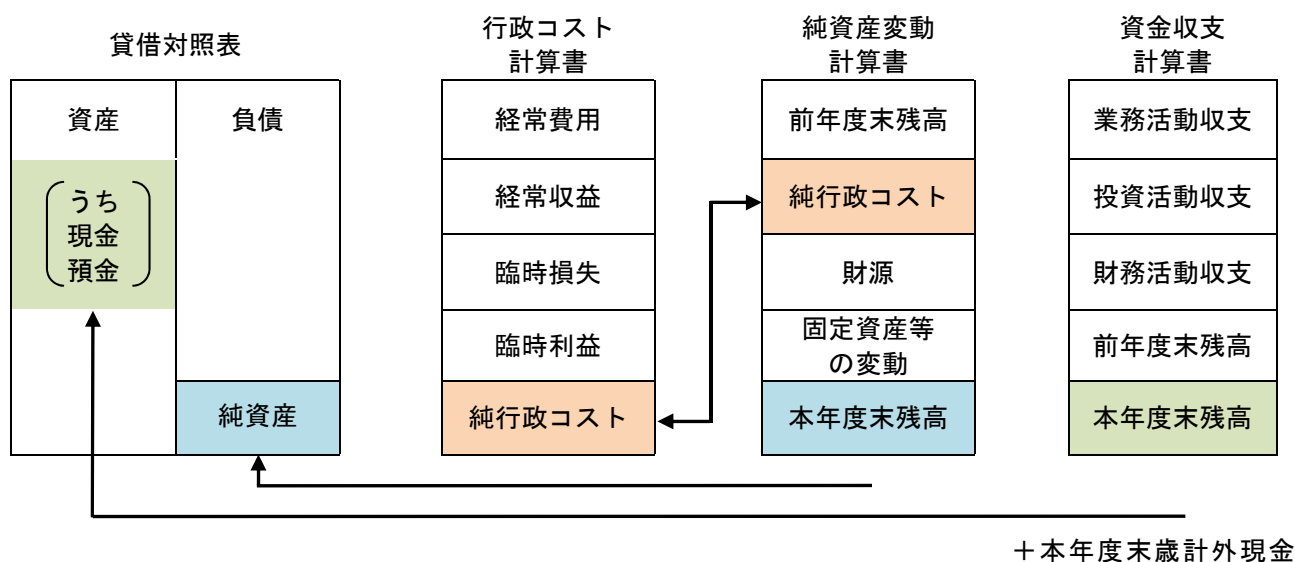 貸借対照表
資産
負債
うち
現金
預金
純資産
行政コスト
計算書
経常費用
経常収益
臨時損失
臨時利益
純行政コスト
純資産変動
計算書
前年度末残高
純行政コスト
財源
固定資産等
の変動
本年度末残高
資金収支
計算書
業務活動収支
投資活動収支
財務活動収支
前年度末残高
本年度末残高
＋本年度末歳計外現金